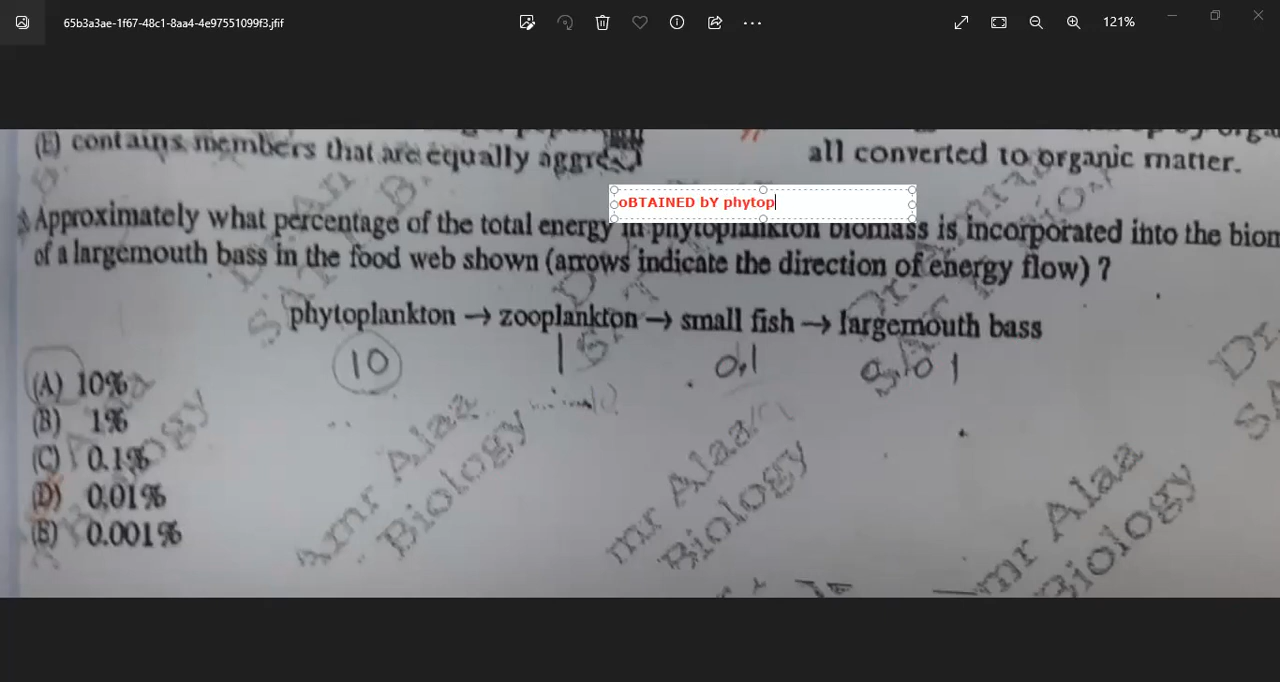 65b3a3ae-1f67-48c1-8aa4-4e97551099f3.jfif
121%
(E) contains members that are equally
all converted to organic matter.
oBTAINED bY phytop
Approximately what percentage of the total energy in phytoplankton biomass is incorporated into the biom
of a largemouth bass in the food web shown (arrows indicate the direction of energy flow) ?
phytoplankton → zooplankton → small fish → largemouth bass
10 1 0.1
(A) 10%
(B) 1%
(C) 0.1%
(D) 0.01%
(E) 0.001%
Amr Alaa
Biology
mr Alaa
Biology
mr Alaa
Biology